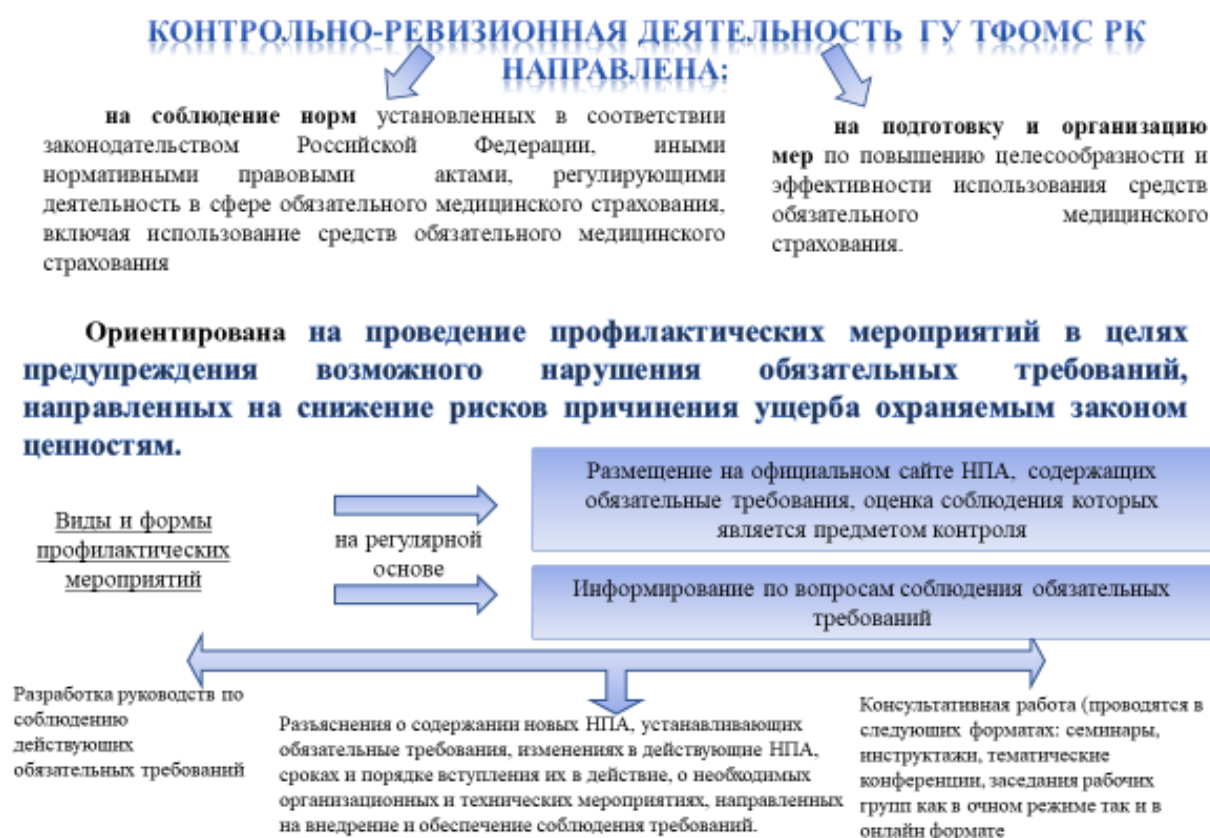 КОНТРОЛЬНО-РЕВИЗИОННАЯ ДЕЯТЕЛЬНОСТЬ ГУ ТФОМС РК
НАПРАВЛЕНА:
на соблюдение норм установленных в соответствии
законодательством Российской Федерации, иными
нормативными правовыми актами, регулирующими
деятельность в сфере обязательного медицинского страхования,
включая использование средств обязательного медицинского
страхования
на подготовку и организацию
мер по повышению целесообразности и
эффективности использования средств
обязательного медицинского
страхования.
Ориентирована на проведение профилактических мероприятий в целях
предупреждения возможного нарушения обязательных требований,
направленных на снижение рисков причинения ущерба охраняемым законом
ценностям.
Виды и формы
профилактических
мероприятий
на регулярной
основе
Размещение на официальном сайте НПА, содержащих
обязательные требования, оценка соблюдения которых
является предметом контроля
Информирование по вопросам соблюдения обязательных
требований
Разработка руководств по
соблюдению
действующих
обязательных требований
Разъяснения о содержании новых НПА, устанавливающих
обязательные требования, изменениях в действующие НПА,
сроках и порядке вступления их в действие, о необходимых
организационных и технических мероприятиях, направленных
на внедрение и обеспечение соблюдения требований.
Консультативная работа (проводятся в
следующих форматах: семинары,
инструктажи, тематические
конференции, заседания рабочих
групп как в очном режиме так и в
онлайн формате